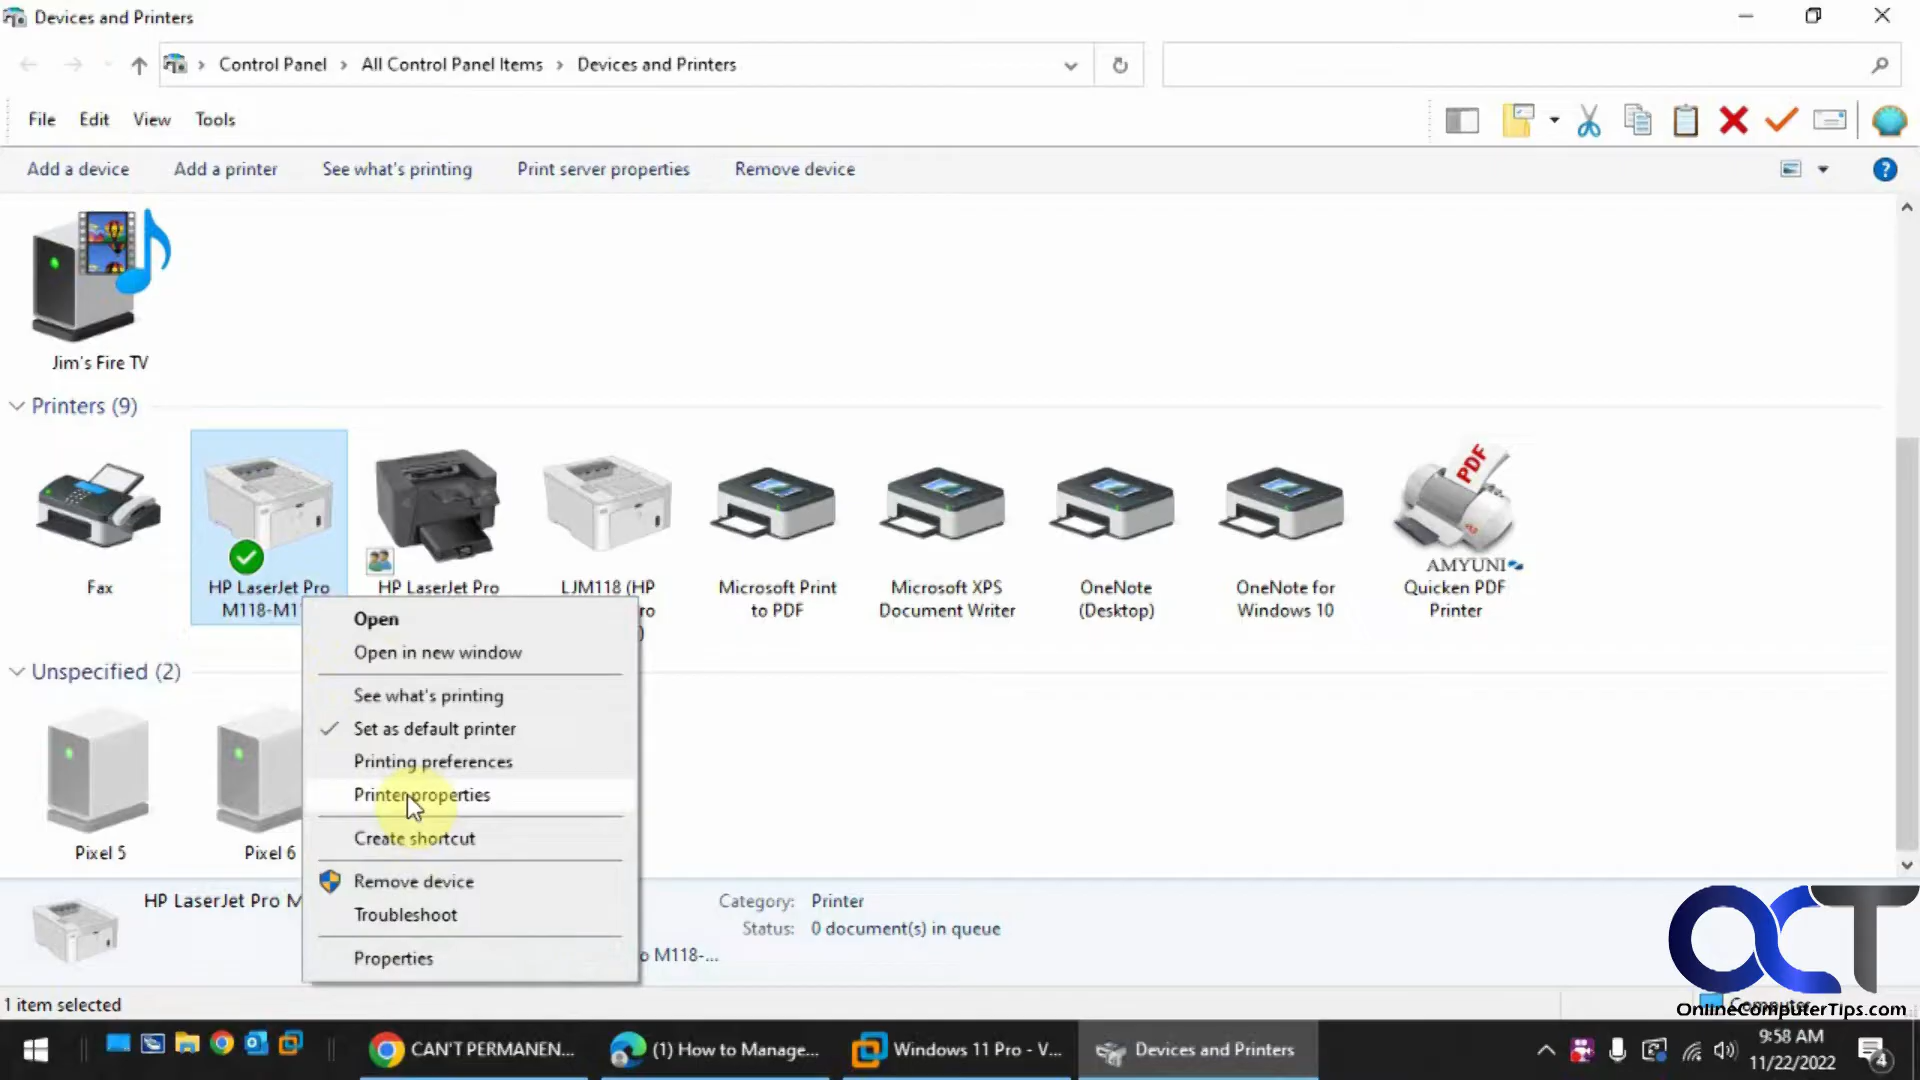 Devices and Printers
Control Panel > All Control Panel Items > Devices and Printers
File Edit View Tools
Add a device Add a printer See what's printing Print server properties Remove device
Jim's Fire TV
Printers (9)
PDF
AMYUNI
Fax
HP LaserJet Pro
M118-M11
HP LaserJet Pro
LJM118 (HP
ro
)
Microsoft Print
to PDF
Microsoft XPS
Document Writer
OneNote
(Desktop)
OneNote for
Windows 10
Quicken PDF
Printer
Open
Open in new window
See what's printing
Set as default printer
Printing preferences
Printer properties
Create shortcut
Remove device
Troubleshoot
Properties
Unspecified (2)
Pixel 5
Pixel 6
HP LaserJet Pro M
Category: Printer
Status: 0 document(s) in queue
o M118-...
1 item selected
Computer
OCT
OnlineComputerTips.com
CAN'T PERMANEN...
(1) How to Manage...
Windows 11 Pro - V...
Devices and Printers
9:58 AM
11/22/2022
4